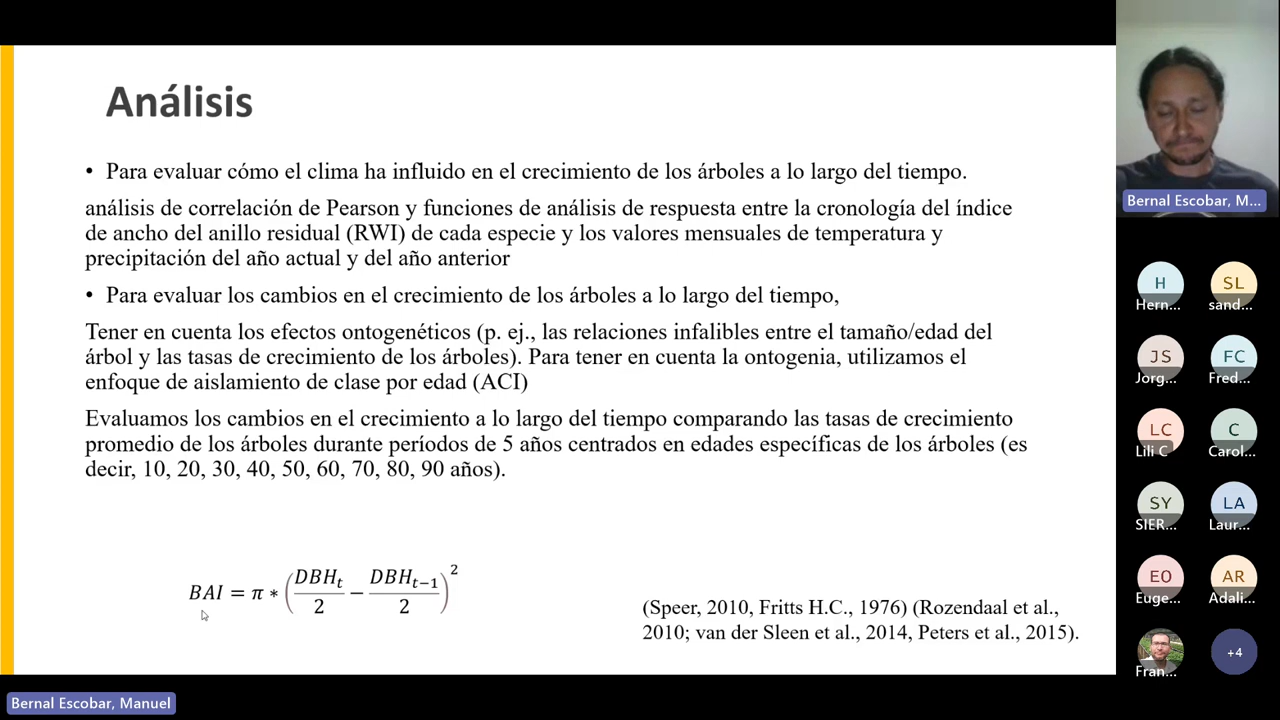 Análisis
• Para evaluar cómo el clima ha influido en el crecimiento de los árboles a lo largo del tiempo.
análisis de correlación de Pearson y funciones de análisis de respuesta entre la cronología del índice
de ancho del anillo residual (RWI) de cada especie y los valores mensuales de temperatura y
precipitación del año actual y del año anterior
• Para evaluar los cambios en el crecimiento de los árboles a lo largo del tiempo,
Tener en cuenta los efectos ontogenéticos (p. ej., las relaciones infalibles entre el tamaño/edad del
árbol y las tasas de crecimiento de los árboles). Para tener en cuenta la ontogenia, utilizamos el
enfoque de aislamiento de clase por edad (ACI)
Evaluamos los cambios en el crecimiento a lo largo del tiempo comparando las tasas de crecimiento
promedio de los árboles durante períodos de 5 años centrados en edades específicas de los árboles (es
decir, 10, 20, 30, 40, 50, 60, 70, 80, 90 años).
BAI = π * (DBH_t/2 − DBH_{t−1}/2)^2
(Speer, 2010, Fritts H.C., 1976) (Rozendaal et al.,
2010; van der Sleen et al., 2014, Peters et al., 2015).
Bernal Escobar, Manuel
Bernal Escobar, M...
H SL
Hern... sand...
JS FC
Jorg... Fred...
LC C
Lili C Carol...
SY LA
SIER... Laur...
EO AR
Euge... Adali...
Fran... +4